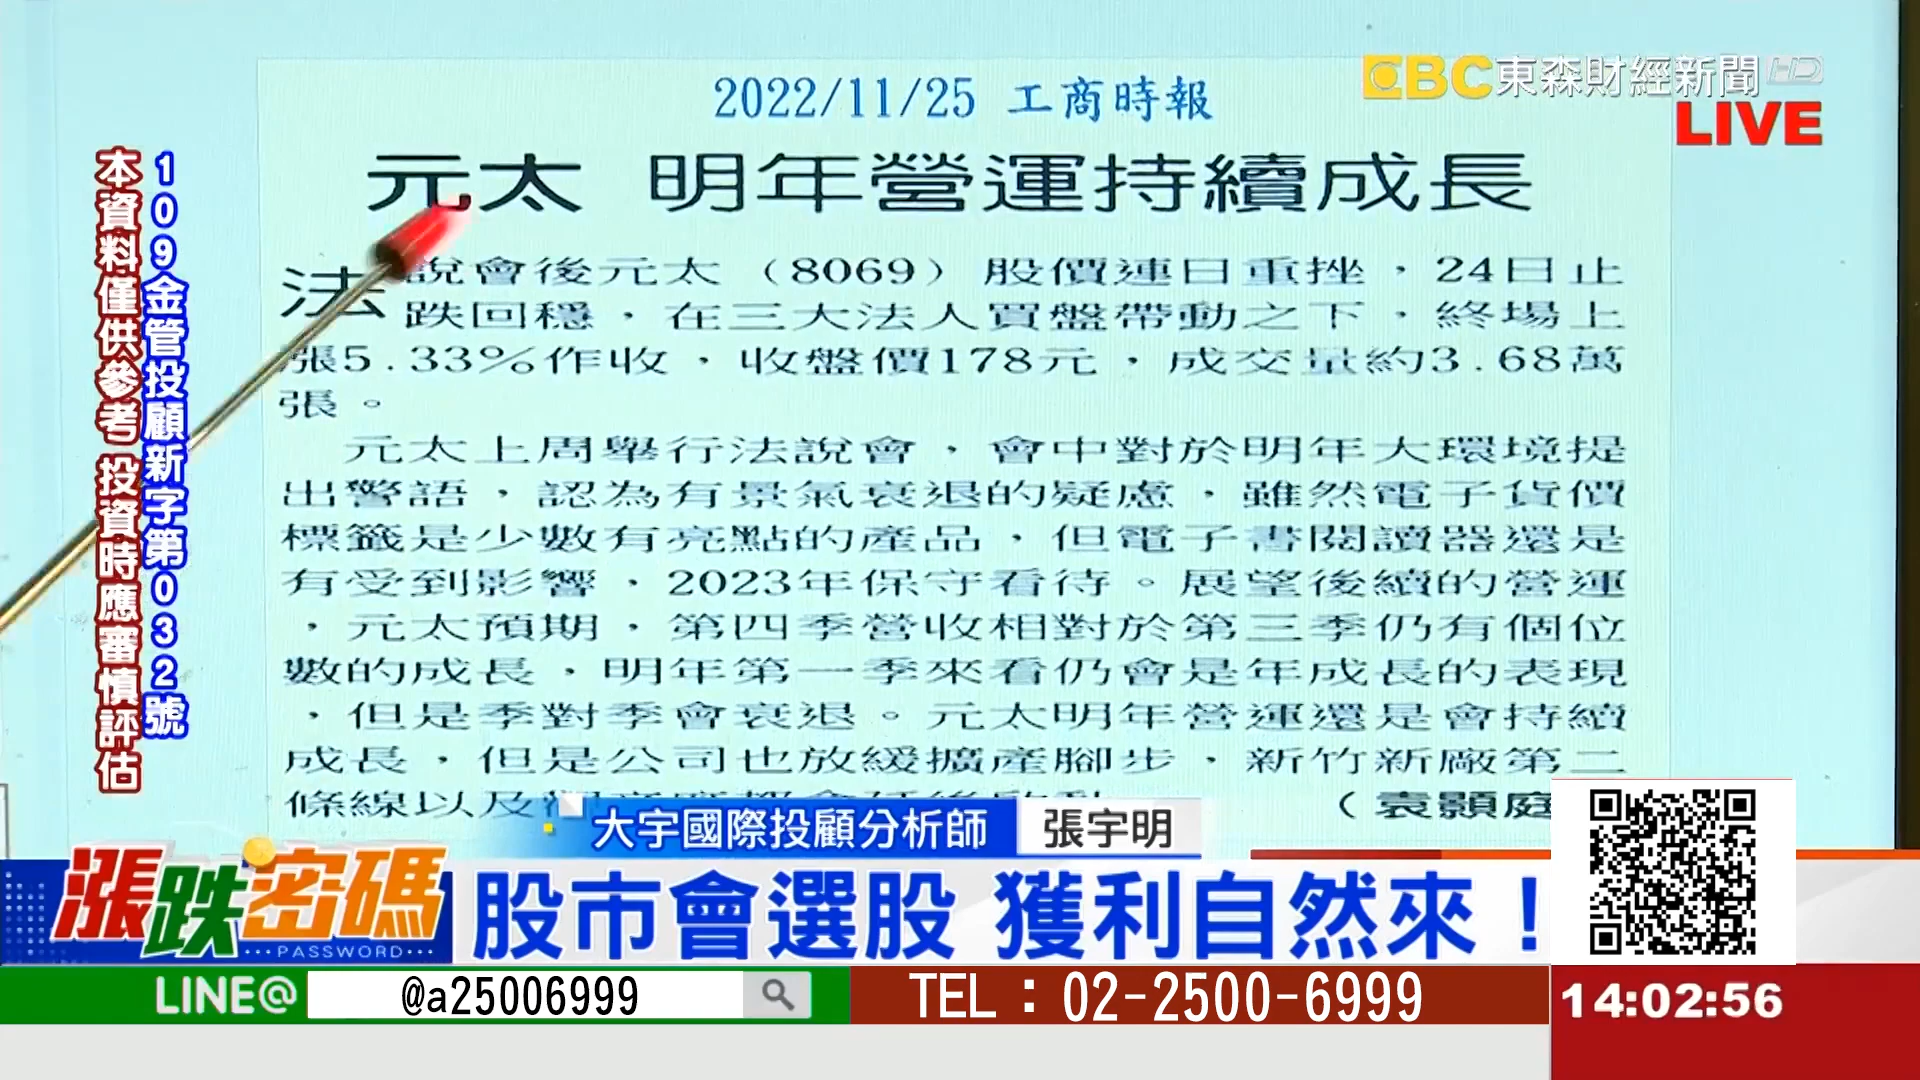 2022/11/25 工商時報
EBC東森財經新聞HD
LIVE
元太 明年營運持續成長
法說會後元太（8069）股價連日重挫，24日止
跌回穩，在三大法人買盤帶動之下，終場上
漲5.33%作收，收盤價178元，成交量約3.68萬
張。
元太上周舉行法說會，會中對於明年大環境提
出警語，認為有景氣衰退的疑慮，雖然電子貨價
標籤是少數有亮點的產品，但電子書閱讀器還是
有受到影響，2023年保守看待。展望後續的營運
，元太預期，第四季營收相對於第三季仍有個位
數的成長，明年第一季來看仍會是年成長的表現
，但是季對季會衰退。元太明年營運還是會持續
成長，但是公司也放緩擴產腳步，新竹新廠第二
條線以及
（袁顥庭
109金管投顧新字第032號
本資料僅供參考 投資時應審慎評估
大宇國際投顧分析師 張宇明
漲跌密碼
PASSWORD
股市會選股 獲利自然來！
LINE@ @a25006999
TEL：02-2500-6999
14:02:56